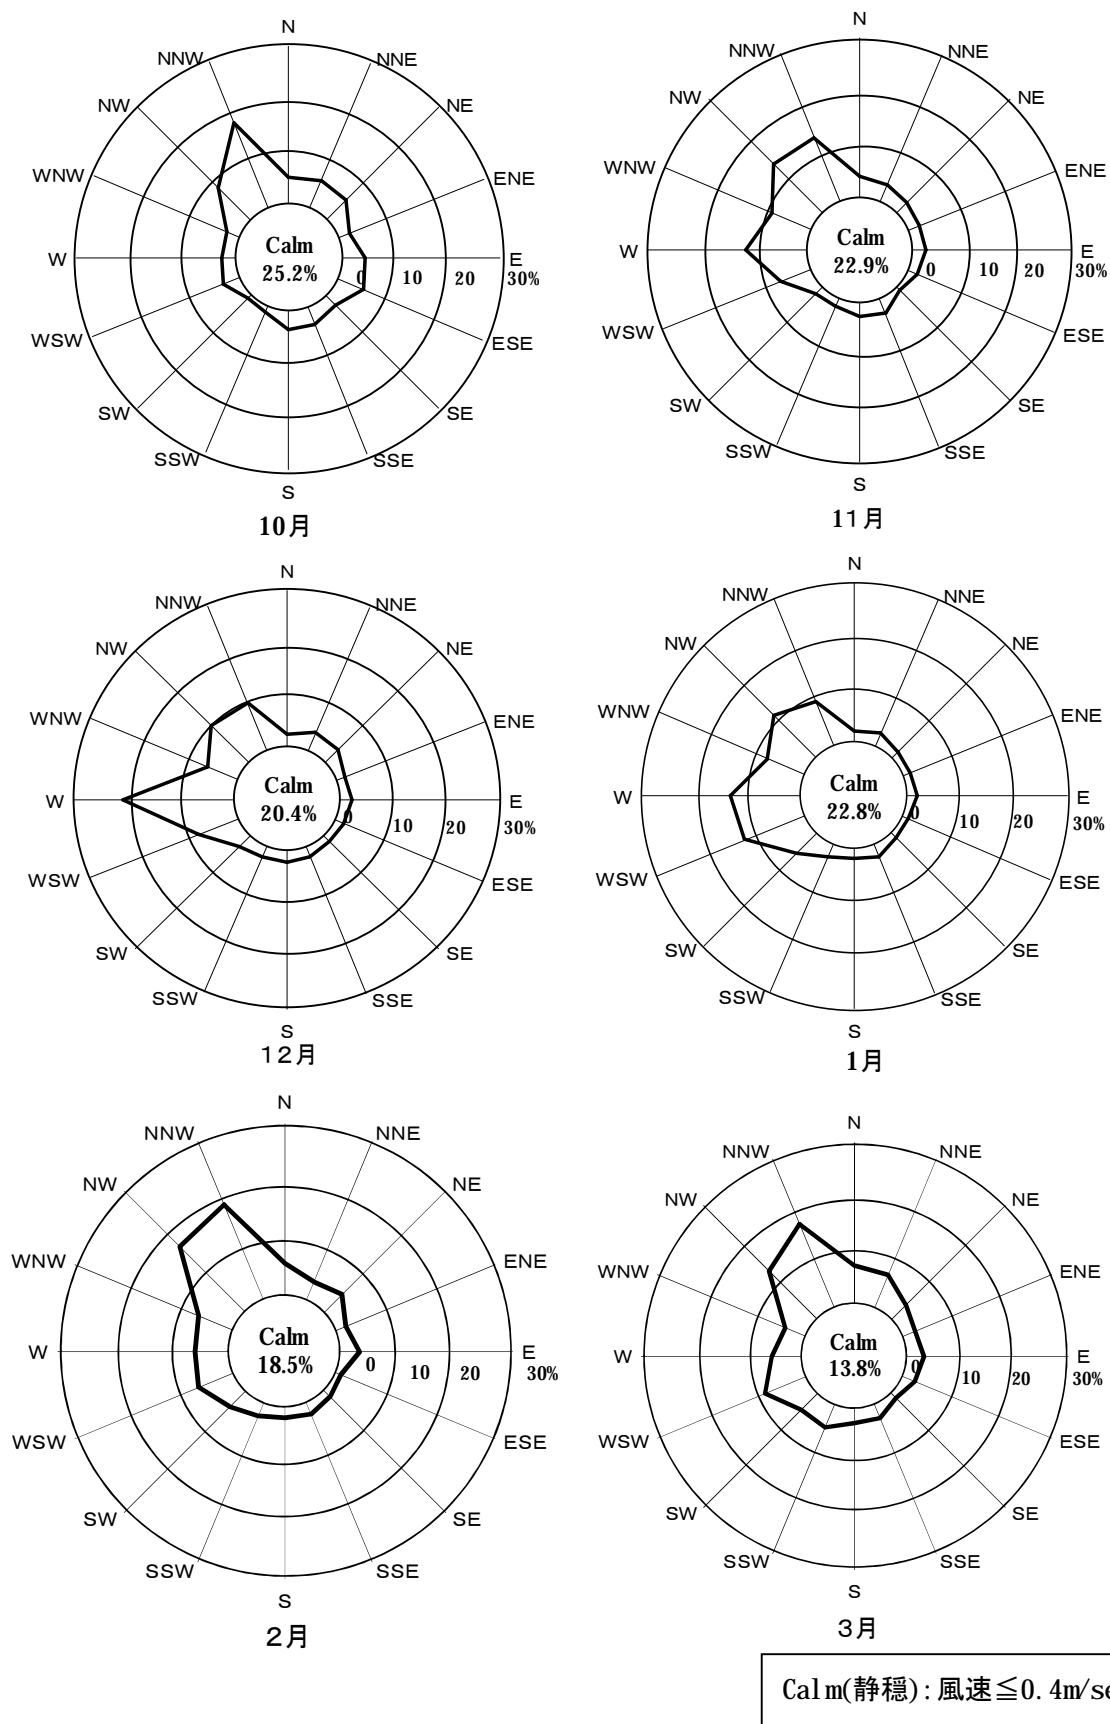 N
NNW
NNE
NW
NE
WNW
ENE
Calm
25.2%
W
E
0
10
20
30%
WSW
ESE
SW
SE
SSW
SSE
S
10月
N
NNW
NNE
NW
NE
WNW
ENE
Calm
22.9%
W
E
0
10
20
30%
WSW
ESE
SW
SE
SSW
SSE
S
11月
N
NNW
NNE
NW
NE
WNW
ENE
Calm
20.4%
W
E
0
10
20
30%
WSW
ESE
SW
SE
SSW
SSE
S
12月
N
NNW
NNE
NW
NE
WNW
ENE
Calm
22.8%
W
E
0
10
20
30%
WSW
ESE
SW
SE
SSW
SSE
S
1月
N
NNW
NNE
NW
NE
WNW
ENE
Calm
18.5%
W
E
0
10
20
30%
WSW
ESE
SW
SE
SSW
SSE
S
2月
N
NNW
NNE
NW
NE
WNW
ENE
Calm
13.8%
W
E
0
10
20
30%
WSW
ESE
SW
SE
SSW
SSE
S
3月
Calm(静穏):風速≦0.4m/se